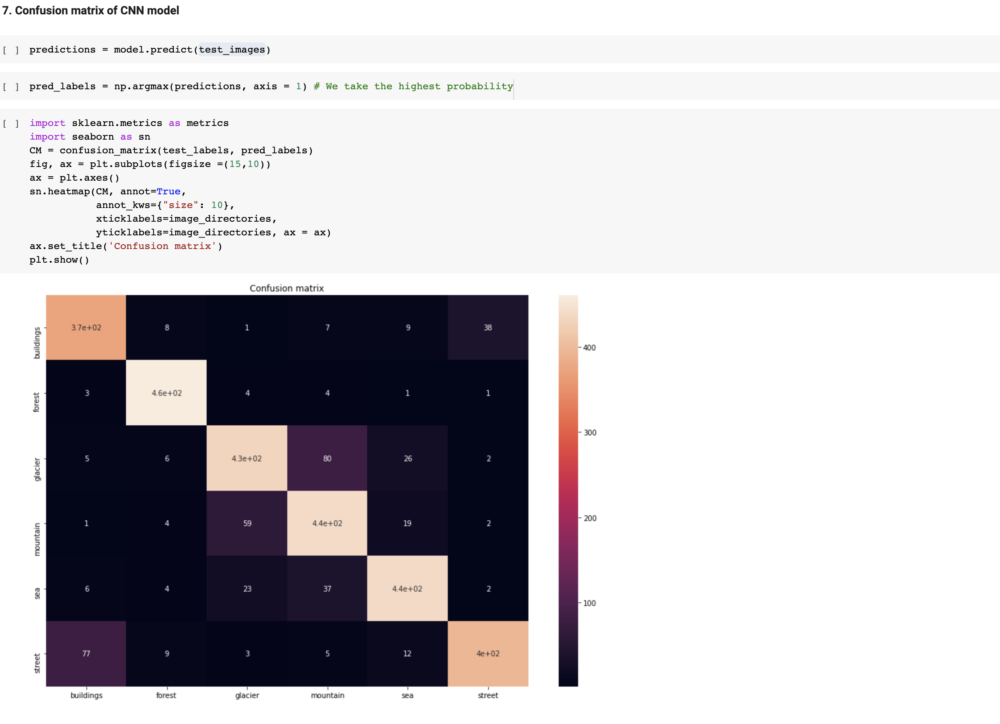 7. Confusion matrix of CNN model
[ ] predictions = model.predict(test_images)
[ ] pred_labels = np.argmax(predictions, axis = 1) # We take the highest probability
[ ] import sklearn.metrics as metrics
import seaborn as sn
CM = confusion_matrix(test_labels, pred_labels)
fig, ax = plt.subplots(figsize =(15,10))
ax = plt.axes()
sn.heatmap(CM, annot=True,
annot_kws={"size": 10},
xticklabels=image_directories,
yticklabels=image_directories, ax = ax)
ax.set_title('Confusion matrix')
plt.show()
Confusion matrix
buildings 3.7e+02 8 1 7 9 38
forest 3 4.6e+02 4 4 1 1
glacier 5 6 4.3e+02 80 26 2
mountain 1 4 59 4.4e+02 19 2
sea 6 4 23 37 4.4e+02 2
street 77 9 3 5 12 4e+02
buildings forest glacier mountain sea street
400
300
200
100